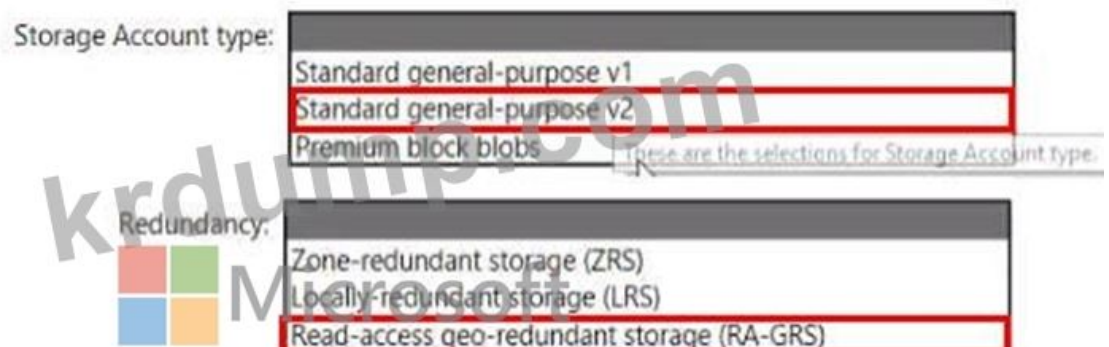 Storage Account type:
Standard general-purpose v1
Standard general-purpose v2
Premium block blobs
These are the selections for Storage Account type.
krdump.com
Redundancy:
Zone-redundant storage (ZRS)
Microsoft
Locally-redundant storage (LRS)
Read-access geo-redundant storage (RA-GRS)